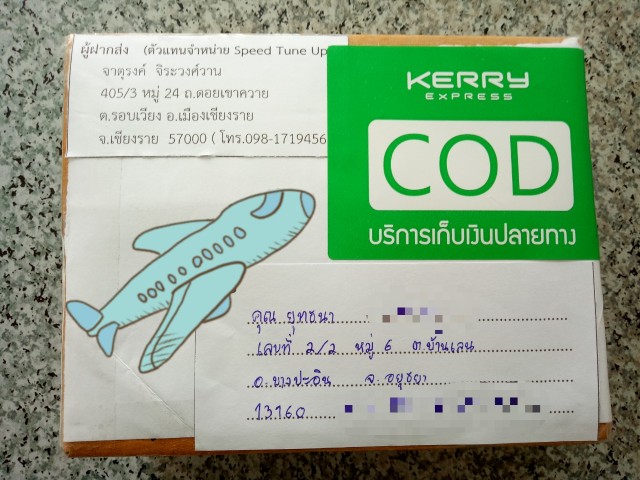 ผู้ฝากส่ง (ตัวแทนจำหน่าย Speed Tune Up
จาตุรงค์ จิระวงศ์วาน
405/3 หมู่ 24 ถ.ดอยเขาควาย
ต.รอบเวียง อ.เมืองเชียงราย
จ.เชียงราย 57000 ( โทร.098-1719456
KERRY
EXPRESS
COD
บริการเก็บเงินปลายทาง
คุณ ยุทธนา
เลขที่ 2/2 หมู่ 6 ต.บ้านเลน
อ.บางปะอิน จ.อยุธยา
13160